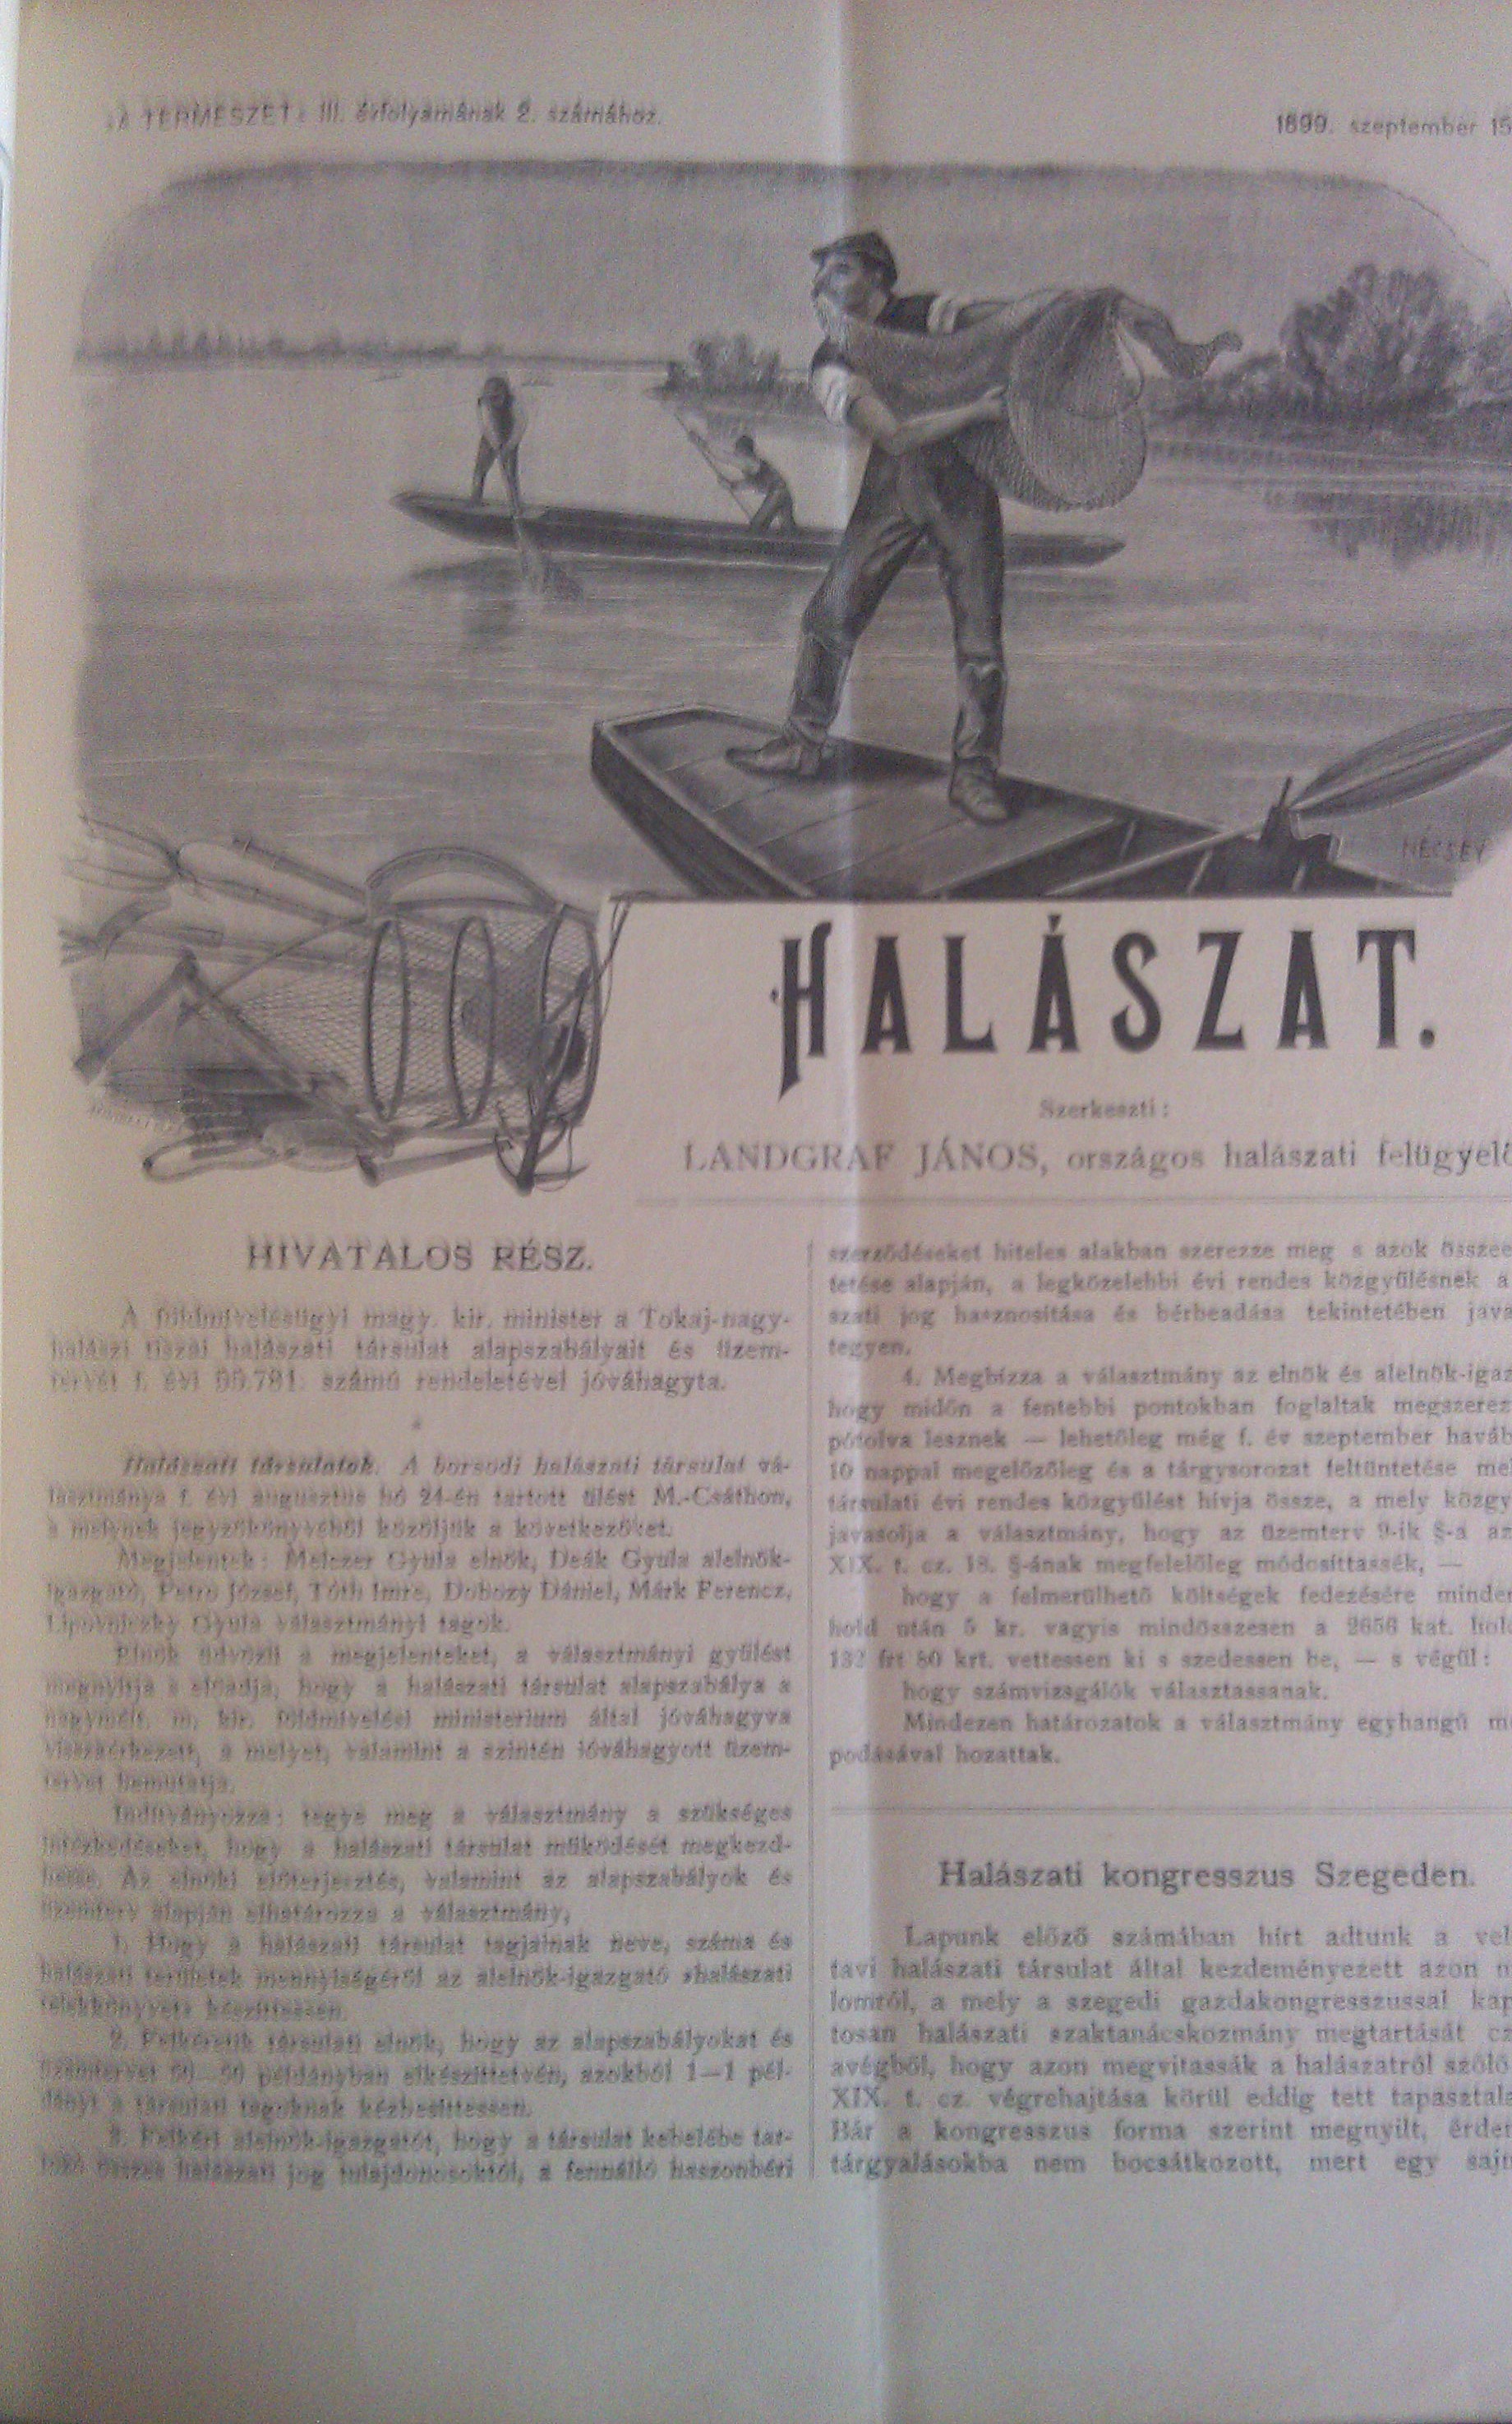 A TERMÉSZET III. évfolyamának 2. számához.
1899. szeptember 15
NÉCSEY
HALÁSZAT.
Szerkeszti:
LANDGRAF JÁNOS, országos halászati felügyelő
HIVATALOS RÉSZ.
A földmivelésügyi magy. kir. minister a Tokaj-nagy-
halászi tiszai halászati társulat alapszabályait és üzem-
tervét f. évi számú rendeletével jóváhagyta.
Halászati társulatok. A borsodi halászati társulat vá-
lasztmánya f. évi augusztus hó 24-én tartott ülést M.-Csáthon,
a melynek jegyzőkönyvéből közöljük a következőket.
Megjelentek: Melczer Gyula elnök, Deák Gyula alelnök-
igazgató, Petro József, Tóth Imre, Dobozy Dániel, Márk Ferencz,
Gyula választmányi tagok.
Elnök üdvözli a megjelenteket, a választmányi gyűlést
megnyitja s előadja, hogy a halászati társulat alapszabálya a
nagymélt. m. kir. földmivelési ministerium által jóváhagyva
visszaérkezett, a melyet, valamint a szintén jóváhagyott üzem-
tervet bemutatja.
Indítványozza: tegye meg a választmány a szükséges
intézkedéseket, hogy a halászati társulat működését megkezd-
hesse. Az elnöki előterjesztés, valamint az alapszabályok és
üzemterv alapján elhatározza a választmány,
1. Hogy a halászati társulat tagjainak neve, száma és
halászati területek mennyiségéről az alelnök-igazgató »halászati
telekkönyvet« készíttessen.
2. Felkéretik társulati elnök, hogy az alapszabályokat és
üzemtervet 50—50 példányban elkészíttetvén, azokból 1—1 pél-
dányt a társulati tagoknak kézbesíttessen.
3. Felkéri alelnök-igazgatót, hogy a társulat kebelébe tar-
tozó összes halászati jog tulajdonosoktól, a fennálló haszonbéri
szerződéseket hiteles alakban szerezze meg s azok össze
tetése alapján, a legközelebbi évi rendes közgyűlésnek a
szati jog hasznosítása és bérbeadása tekintetében java
tegyen.
4. Megbízza a választmány az elnök és alelnök-igaz
hogy midőn a fentebbi pontokban foglaltak megszerez
pótolva lesznek — lehetőleg még f. év szeptember haváb
10 nappal megelőzőleg és a tárgysorozat feltüntetése mel
társulati évi rendes közgyűlést hívja össze, a mely közgy
javasolja a választmány, hogy az üzemterv 9-ik §-a az
XIX. t. cz. 18. §-ának megfelelőleg módosíttassék, —
hogy a felmerülhető költségek fedezésére minden
hold után 5 kr. vagyis mindösszesen a 2656 kat. hol
132 frt 80 krt. vettessen ki s szedessen be, — s végül:
hogy számvizsgálók választassanak.
Mindezen határozatok a választmány egyhangú m
podásával hozattak.
Halászati kongresszus Szegeden.
Lapunk előző számában hírt adtunk a vel
tavi halászati társulat által kezdeményezett azon m
lomról, a mely a szegedi gazdakongresszussal kap
tosan halászati szaktanácskozmány megtartását cz
avégből, hogy azon megvitassák a halászatról szóló
XIX. t. cz. végrehajtása körül eddig tett tapasztala
Bár a kongresszus forma szerint megnyílt, érdem
tárgyalásokba nem bocsátkozott, mert egy sajn